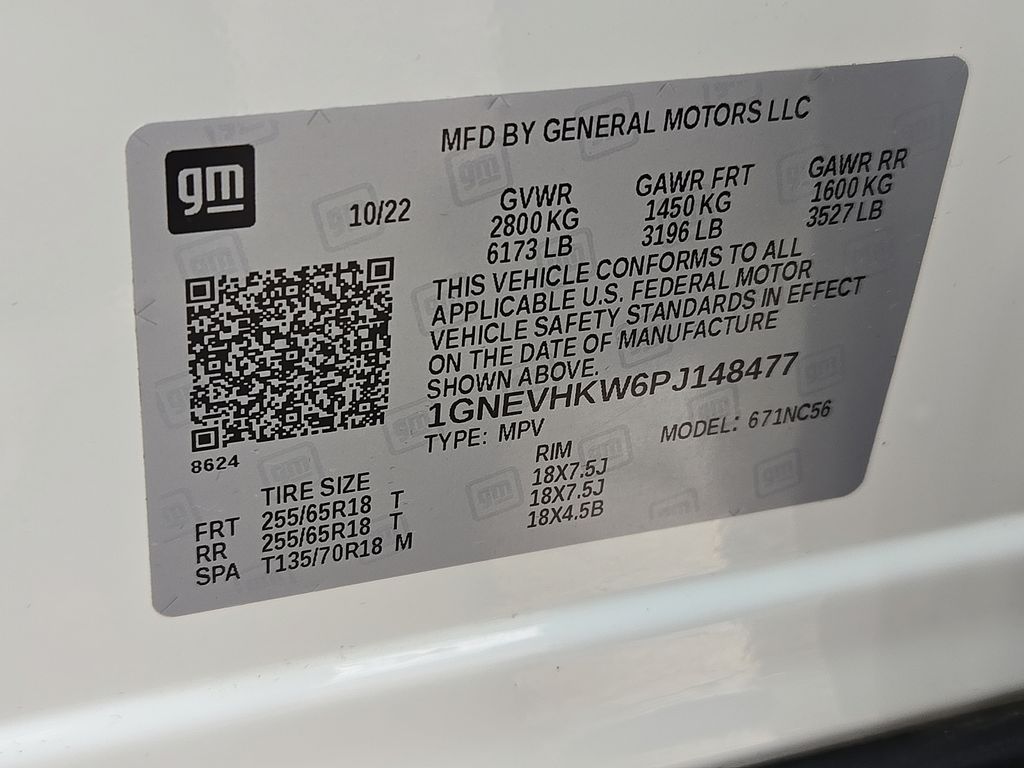 MFD BY GENERAL MOTORS LLC
gm
10/22
GVWR
2800 KG
6173 LB
GAWR FRT
1450 KG
3196 LB
GAWR RR
1600 KG
3527 LB
THIS VEHICLE CONFORMS TO ALL
APPLICABLE U.S. FEDERAL MOTOR
VEHICLE SAFETY STANDARDS IN EFFECT
ON THE DATE OF MANUFACTURE
SHOWN ABOVE.
1GNEVHKW6PJ148477
TYPE: MPV MODEL: 671NC56
8624
TIRE SIZE RIM
FRT 255/65R18 T 18X7.5J
RR 255/65R18 T 18X7.5J
SPA T135/70R18 M 18X4.5B